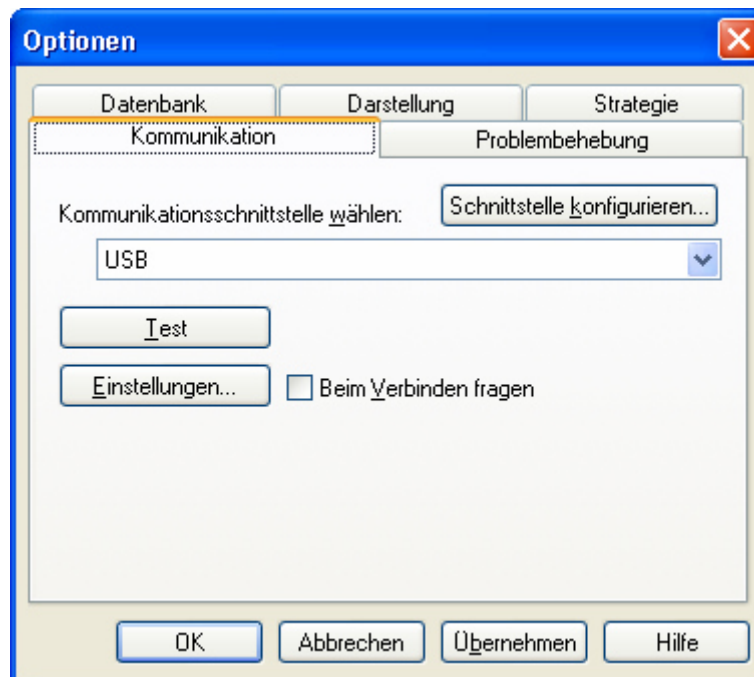 Optionen
Datenbank Darstellung Strategie
Kommunikation Problembehebung
Kommunikationsschnittstelle wählen: Schnittstelle konfigurieren...
USB
Test
Einstellungen... Beim Verbinden fragen
OK Abbrechen Übernehmen Hilfe